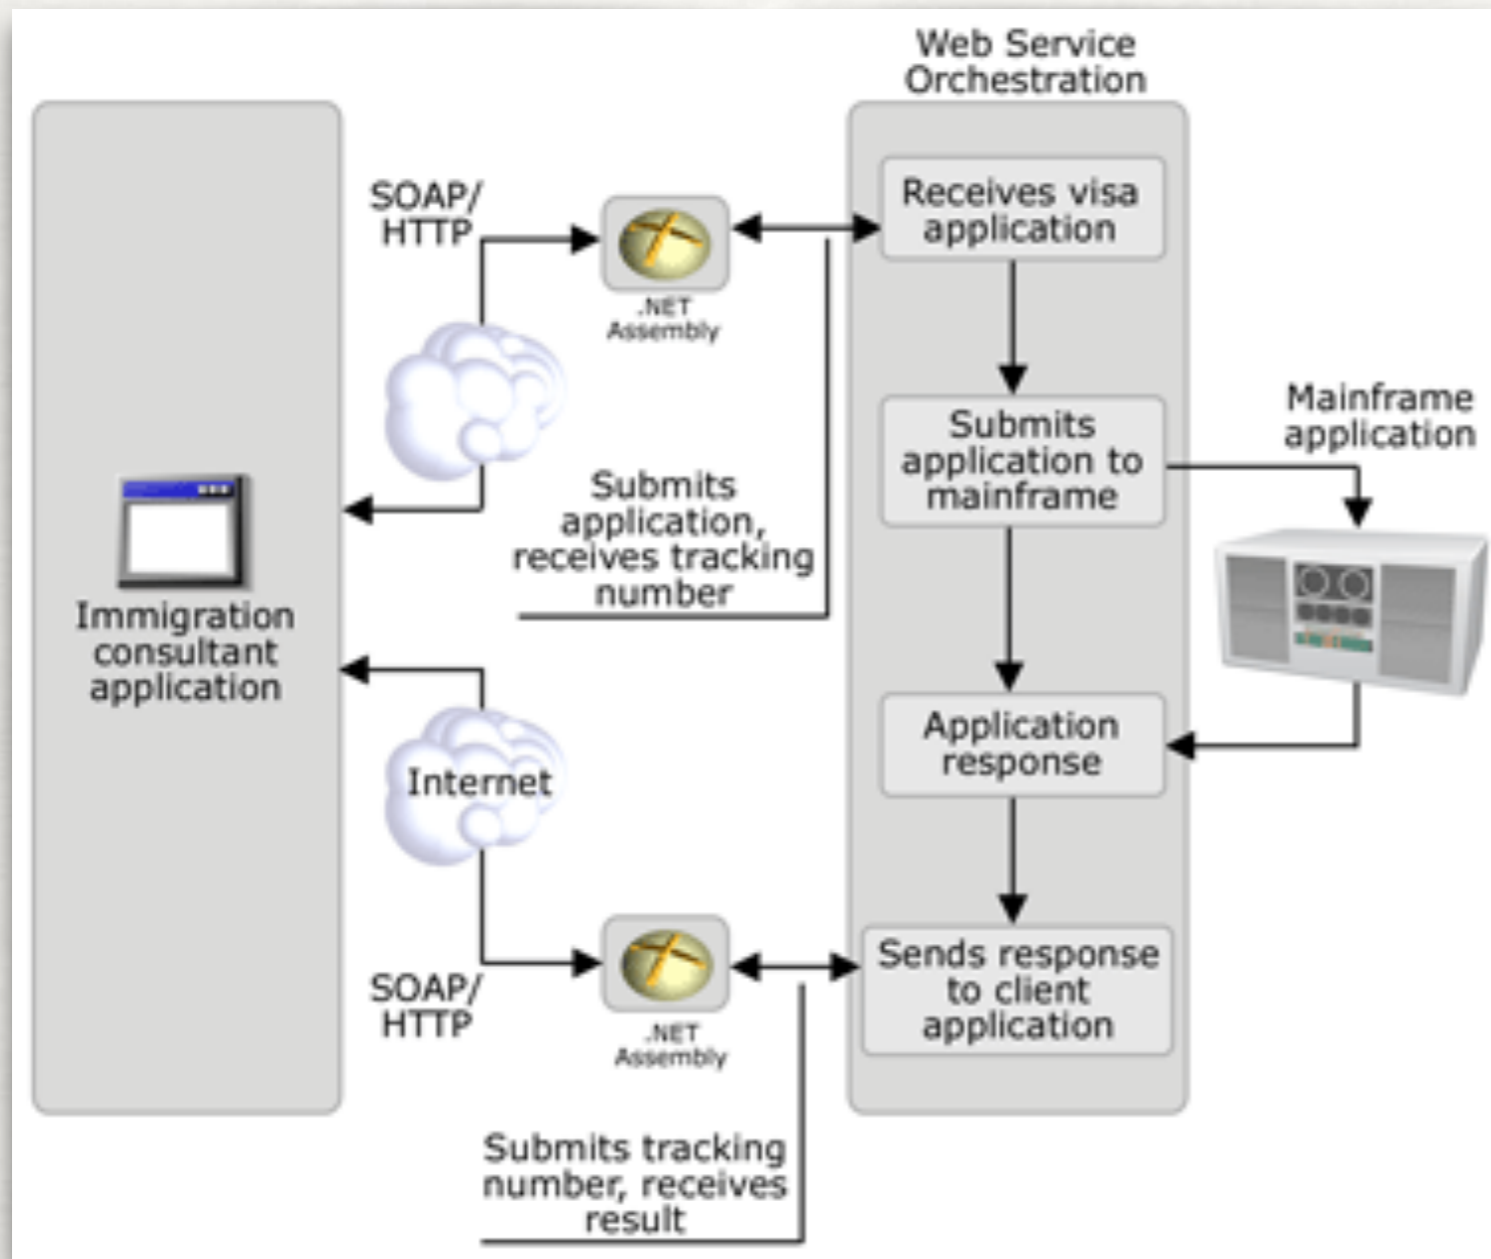 Web Service
Orchestration
SOAP/
HTTP
.NET
Assembly
Receives visa
application
Submits
application to
mainframe
Mainframe
application
Submits
application,
receives tracking
number
Immigration
consultant
application
Application
response
Internet
SOAP/
HTTP
.NET
Assembly
Sends response
to client
application
Submits tracking
number, receives
result